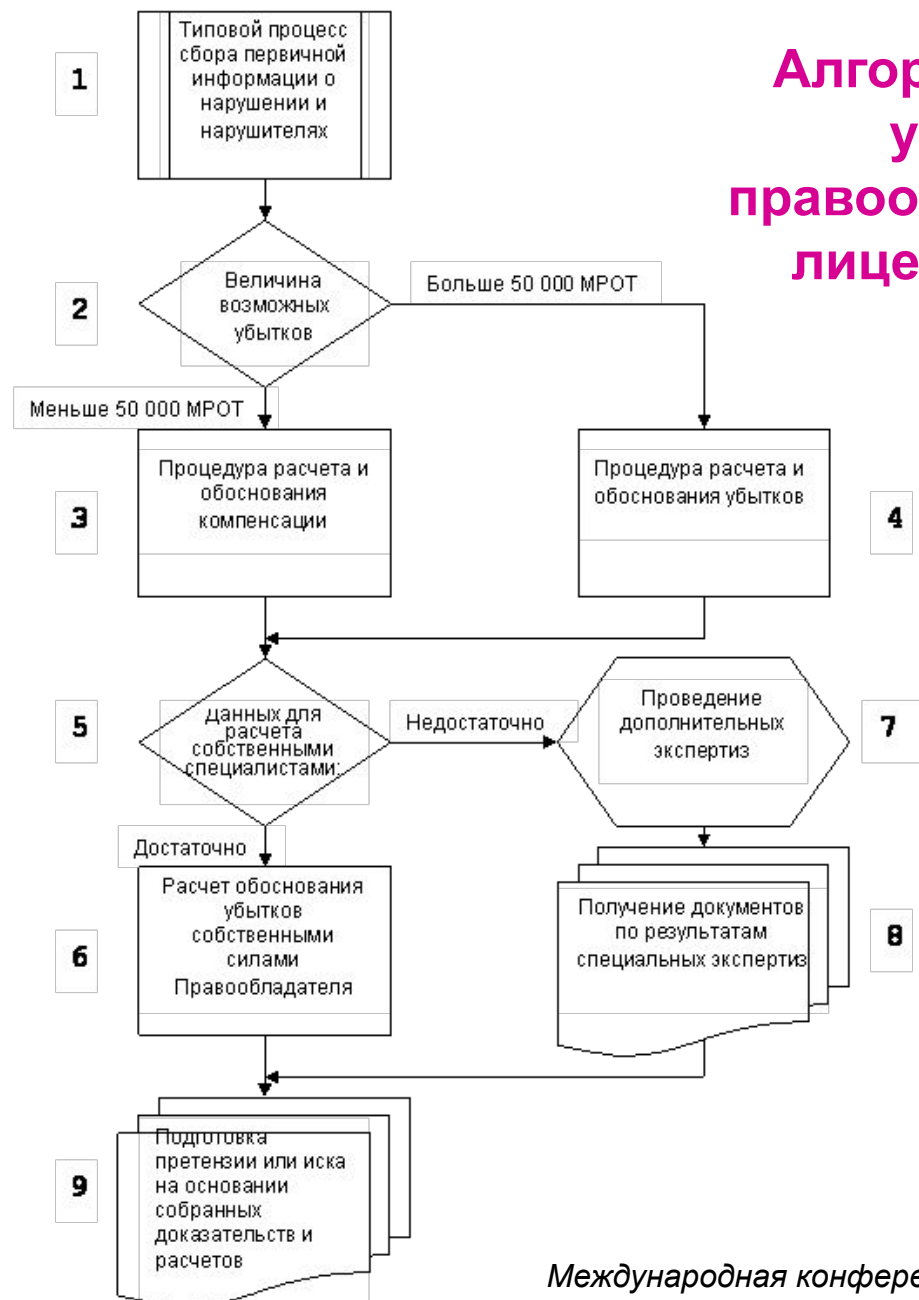 Типовой процесс
сбора первичной
информации о
нарушении и
нарушителях
1
Алгор
у
правоо
лице
2
Величина
возможных
убытков
Больше 50 000 МРОТ
Меньше 50 000 МРОТ
3
Процедура расчета и
обоснования
компенсации
Процедура расчета и
обоснования убытков
4
5
Данных для
расчета
собственными
специалистами:
Недостаточно
Проведение
дополнительных
экспертиз
7
Достаточно
6
Расчет обоснования
убытков
собственными
силами
Правообладателя
Получение документов
по результатам
специальных экспертиз
8
9
Подготовка
претензии или иска
на основании
собранных
доказательств и
расчетов
Международная конфере